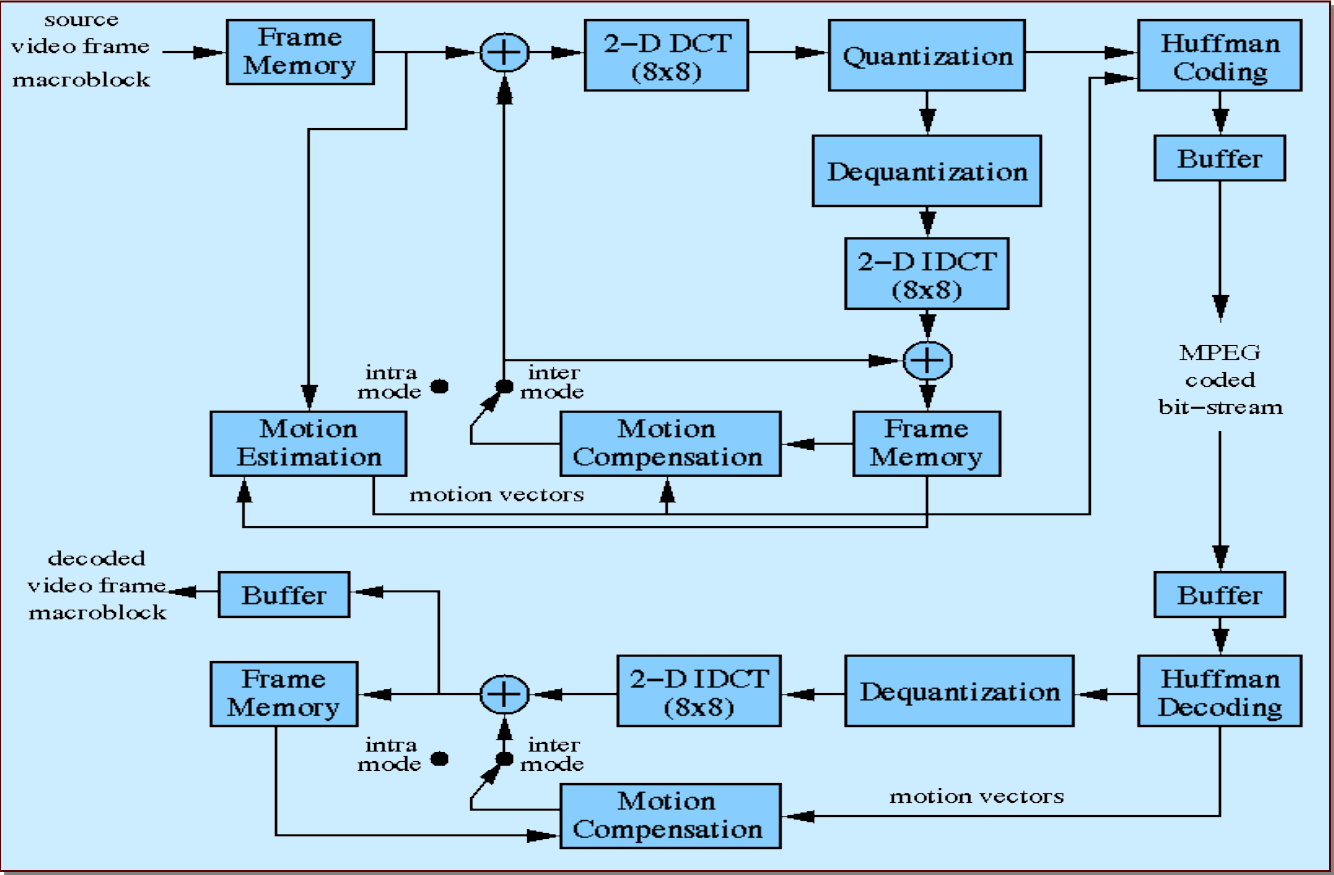 source
video frame
macroblock
Frame
Memory
2−D DCT
(8x8)
Quantization
Huffman
Coding
Dequantization
Buffer
2−D IDCT
(8x8)
intra
mode
inter
mode
MPEG
coded
bit−stream
Motion
Estimation
Motion
Compensation
Frame
Memory
motion vectors
decoded
video frame
macroblock
Buffer
Buffer
Frame
Memory
2−D IDCT
(8x8)
Dequantization
Huffman
Decoding
intra
mode
inter
mode
Motion
Compensation
motion vectors